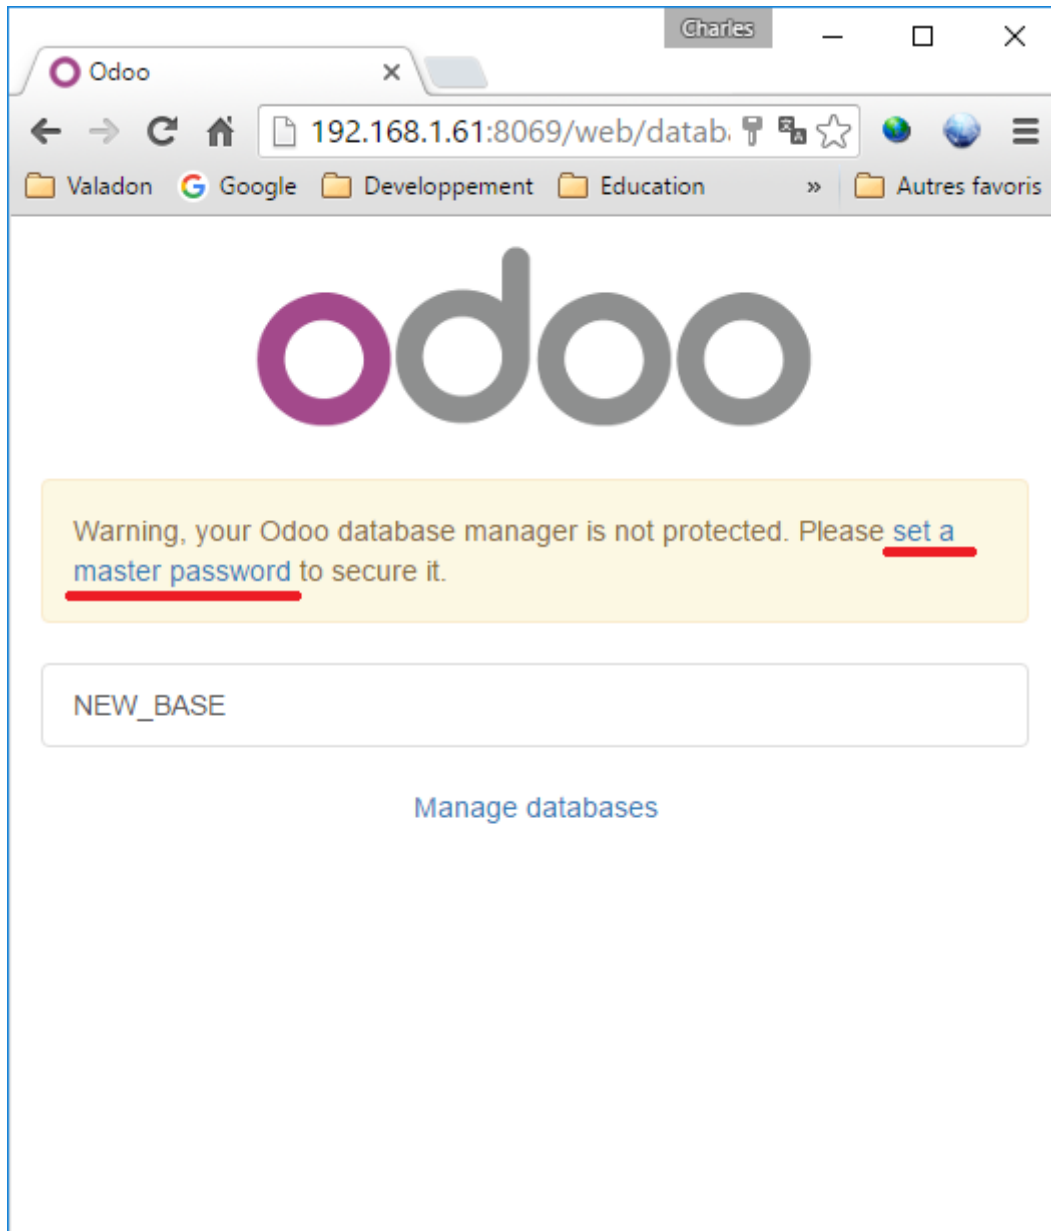 Charles
Odoo
192.168.1.61:8069/web/datab
Valadon Google Developpement Education » Autres favoris
odoo
Warning, your Odoo database manager is not protected. Please set a
master password to secure it.
NEW_BASE
Manage databases